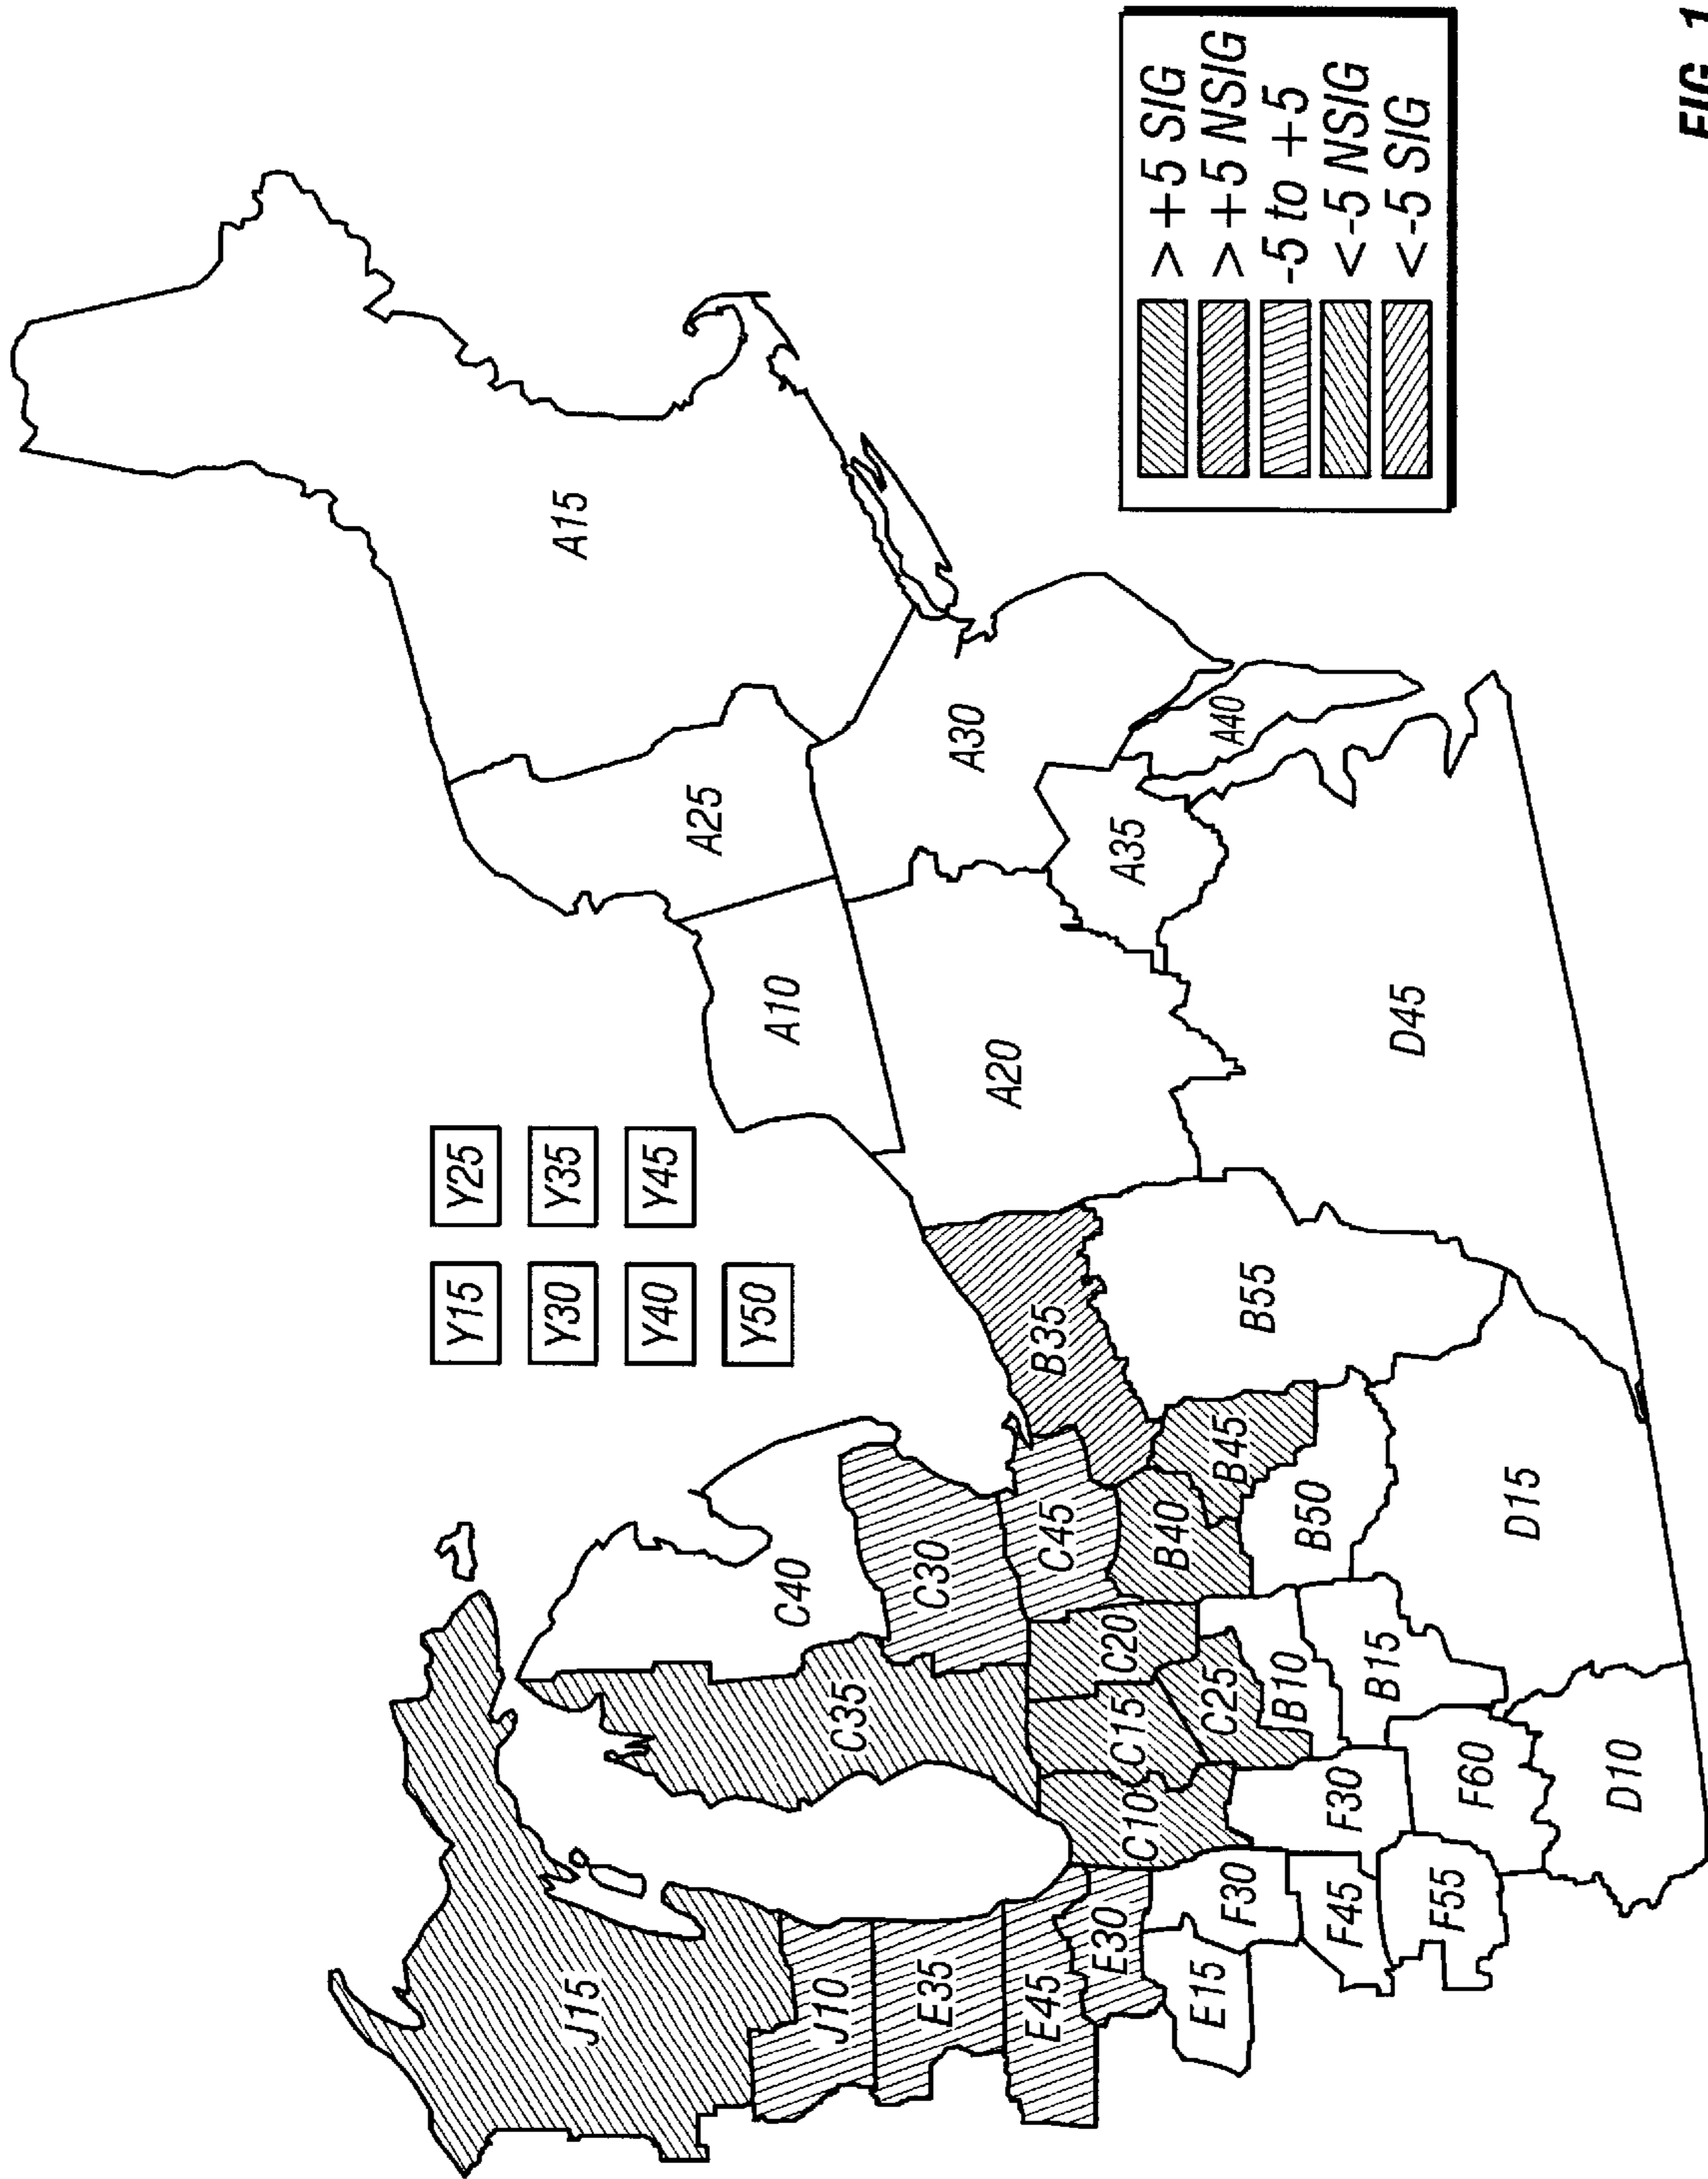 Y15
Y25
Y30
Y35
Y40
Y45
Y50
J15
J10
E35
E45
E30
E15
F30
F45
F55
C40
C35
C30
C45
C20
C15
C10
C25
B35
B40
B45
B50
B55
B10
B15
F30
F60
D10
D15
D45
A10
A15
A20
A25
A30
A35
A40
>+5 SIG
>+5 NSIG
-5 to +5
<-5 NSIG
<-5 SIG
FIG. 1